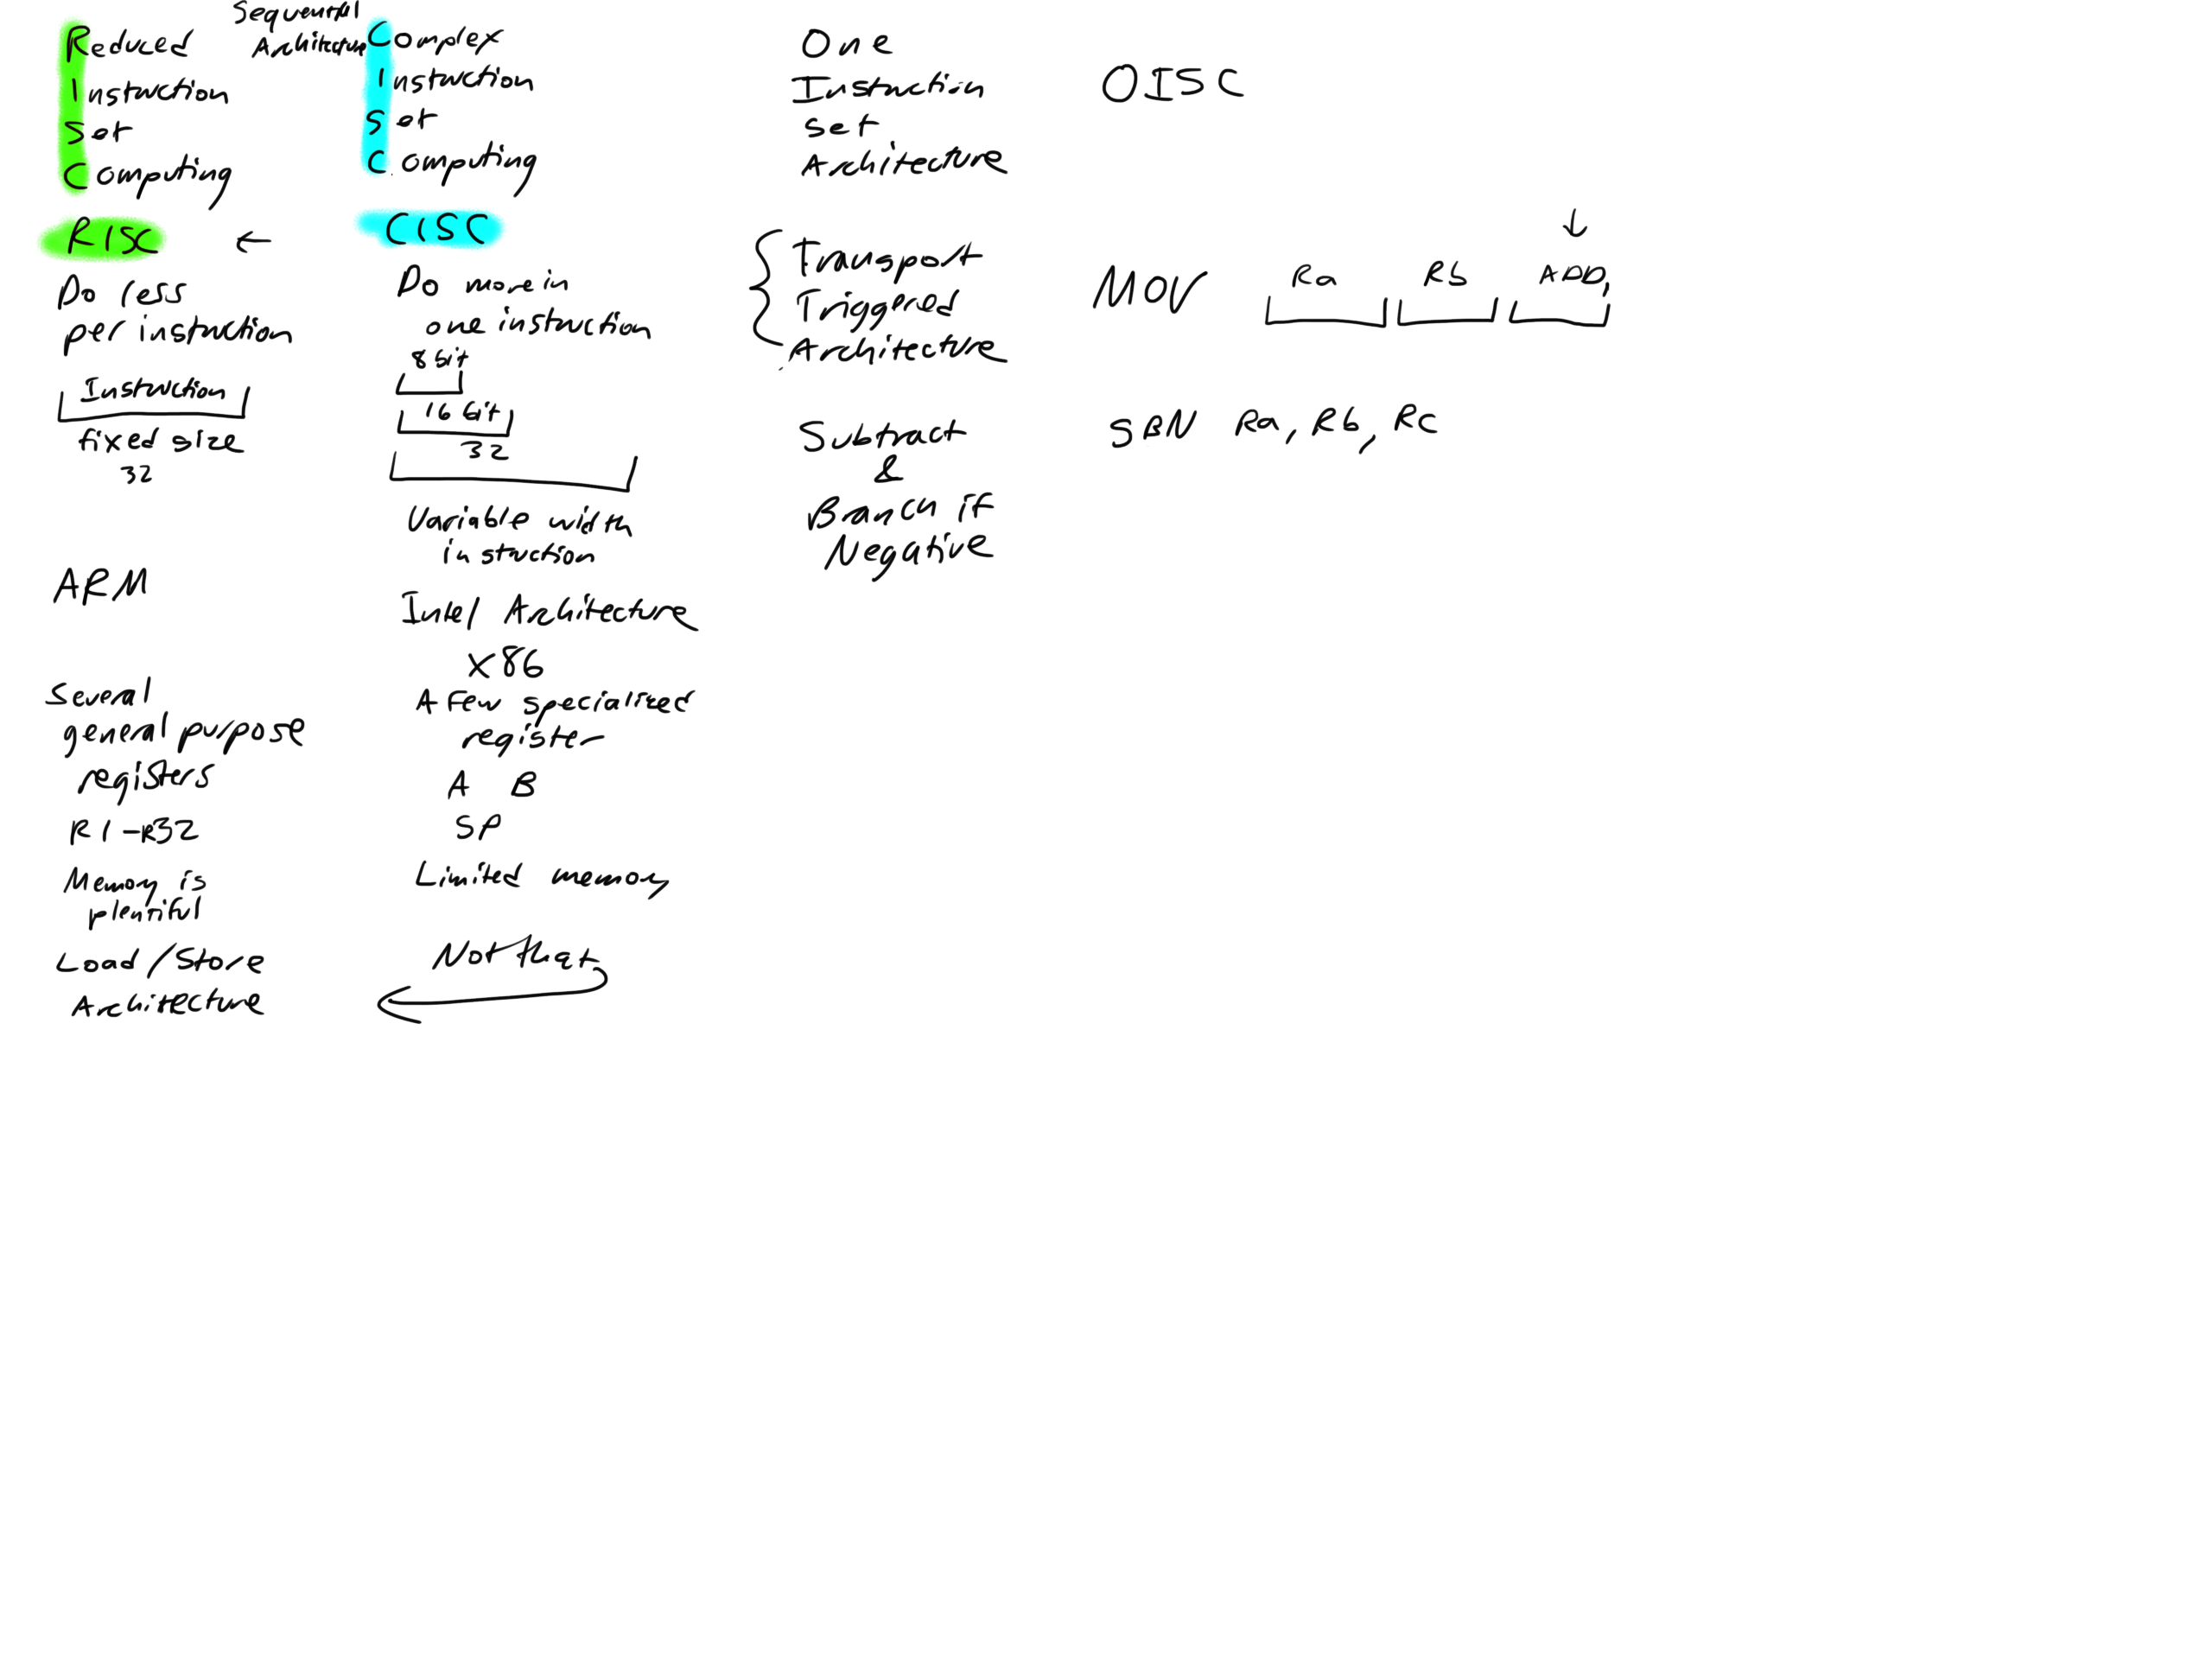 Reduced
Instruction
Set
Computing
RISC ←
Do less
per instruction
Instruction
fixed size
32
ARM
Several
general purpose
registers
R1-R32
Memory is
plentiful
Load/Store
Architecture
Sequential
Architecture
Complex
Instruction
Set
Computing
CISC
Do more in
one instruction
8 bit
16 bit
32
Variable width
instruction
Intel Architecture
X86
A Few specialized
register
A B
SP
Limited memory
Not that
One
Instruction
Set
Architecture
OISC
Transport
Triggered
Architecture
↓
MOV Ra Rb ADD,
Subtract
&
Branch if
Negative
SBN Ra, Rb, Rc